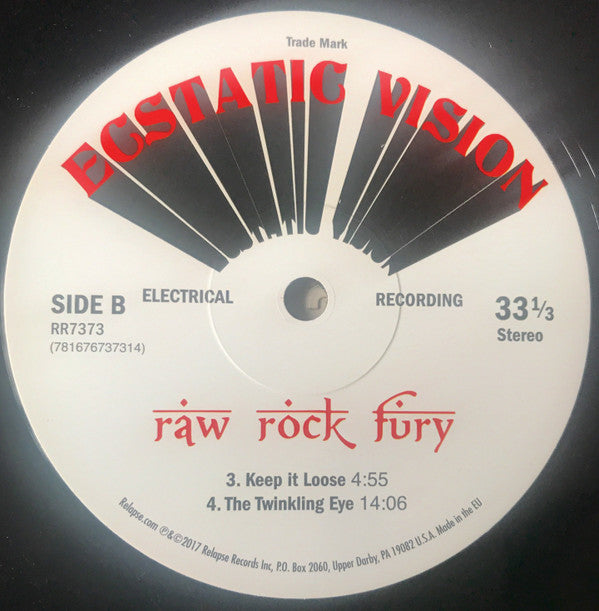 Trade Mark
ECSTATIC VISION
SIDE B
RR7373
(781676737314)
ELECTRICAL
RECORDING
33 1/3
Stereo
raw rock fury
3. Keep it Loose 4:55
4. The Twinkling Eye 14:06
Relapse.com ℗&©2017 Relapse Records Inc, P.O. Box 2060, Upper Darby, PA 19082 U.S.A. Made in the EU